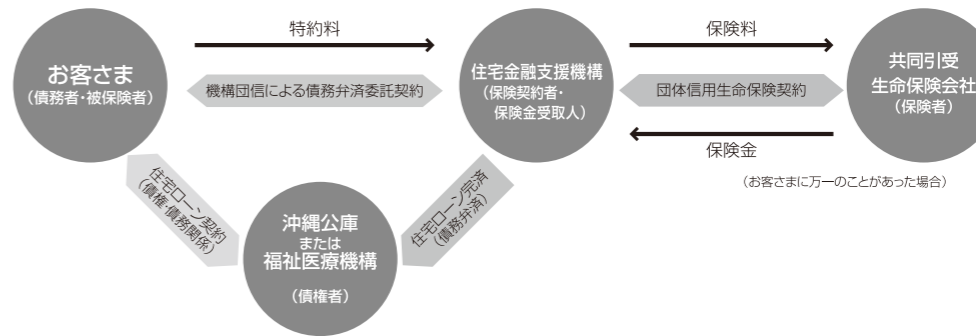 特約料
保険料
お客さま
(債務者・被保険者)
機構団信による債務弁済委託契約
住宅金融支援機構
(保険契約者・
保険金受取人)
団体信用生命保険契約
共同引受
生命保険会社
(保険者)
保険金
(お客さまに万一のことがあった場合)
住宅ローン契約
(債権・債務関係)
住宅ローン完済
(債務弁済)
沖縄公庫
または
福祉医療機構
(債権者)